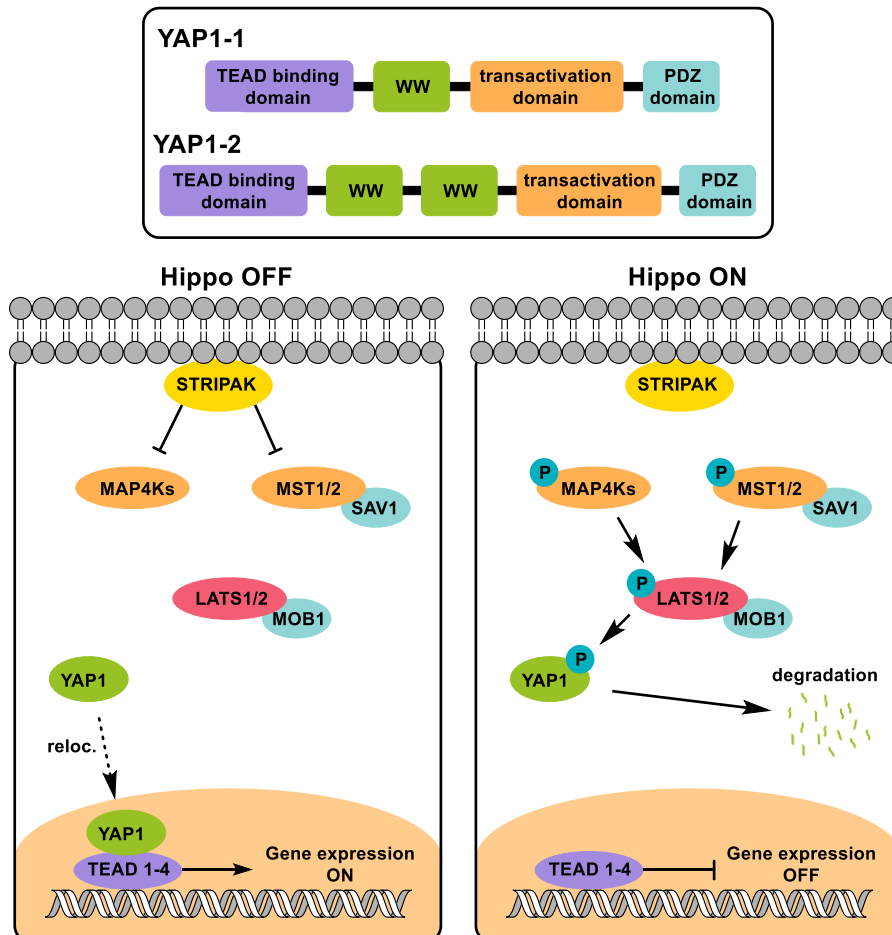 YAP1-1
TEAD binding
domain
WW
transactivation
domain
PDZ
domain
YAP1-2
TEAD binding
domain
WW
WW
transactivation
domain
PDZ
domain
Hippo OFF
STRIPAK
MAP4Ks
MST1/2
SAV1
LATS1/2
MOB1
YAP1
reloc.
YAP1
TEAD 1-4
Gene expression
ON
Hippo ON
STRIPAK
P
MAP4Ks
P
MST1/2
SAV1
P
LATS1/2
MOB1
P
YAP1
degradation
TEAD 1-4
Gene expression
OFF